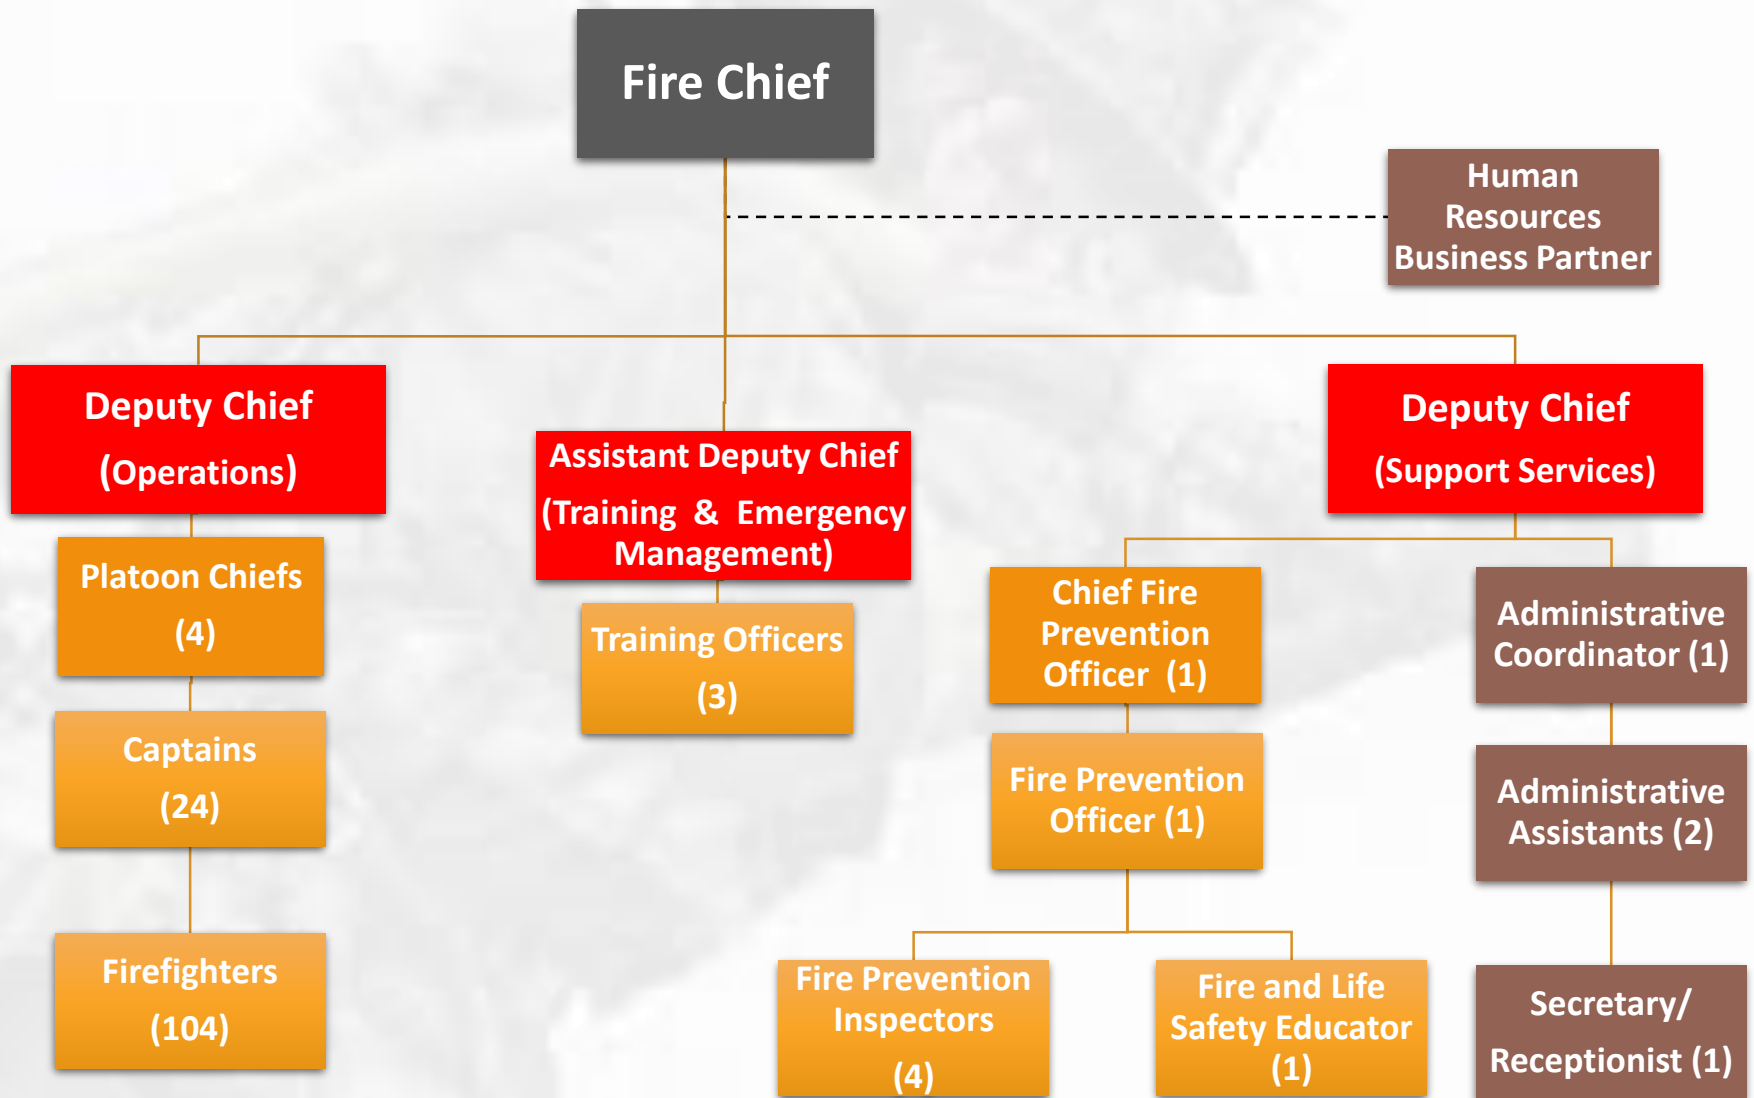 Fire Chief
Human
Resources
Business Partner
Deputy Chief
(Operations)
Assistant Deputy Chief
(Training & Emergency
Management)
Deputy Chief
(Support Services)
Platoon Chiefs
(4)
Captains
(24)
Firefighters
(104)
Training Officers
(3)
Chief Fire
Prevention
Officer (1)
Fire Prevention
Officer (1)
Fire Prevention
Inspectors
(4)
Fire and Life
Safety Educator
(1)
Administrative
Coordinator (1)
Administrative
Assistants (2)
Secretary/
Receptionist (1)